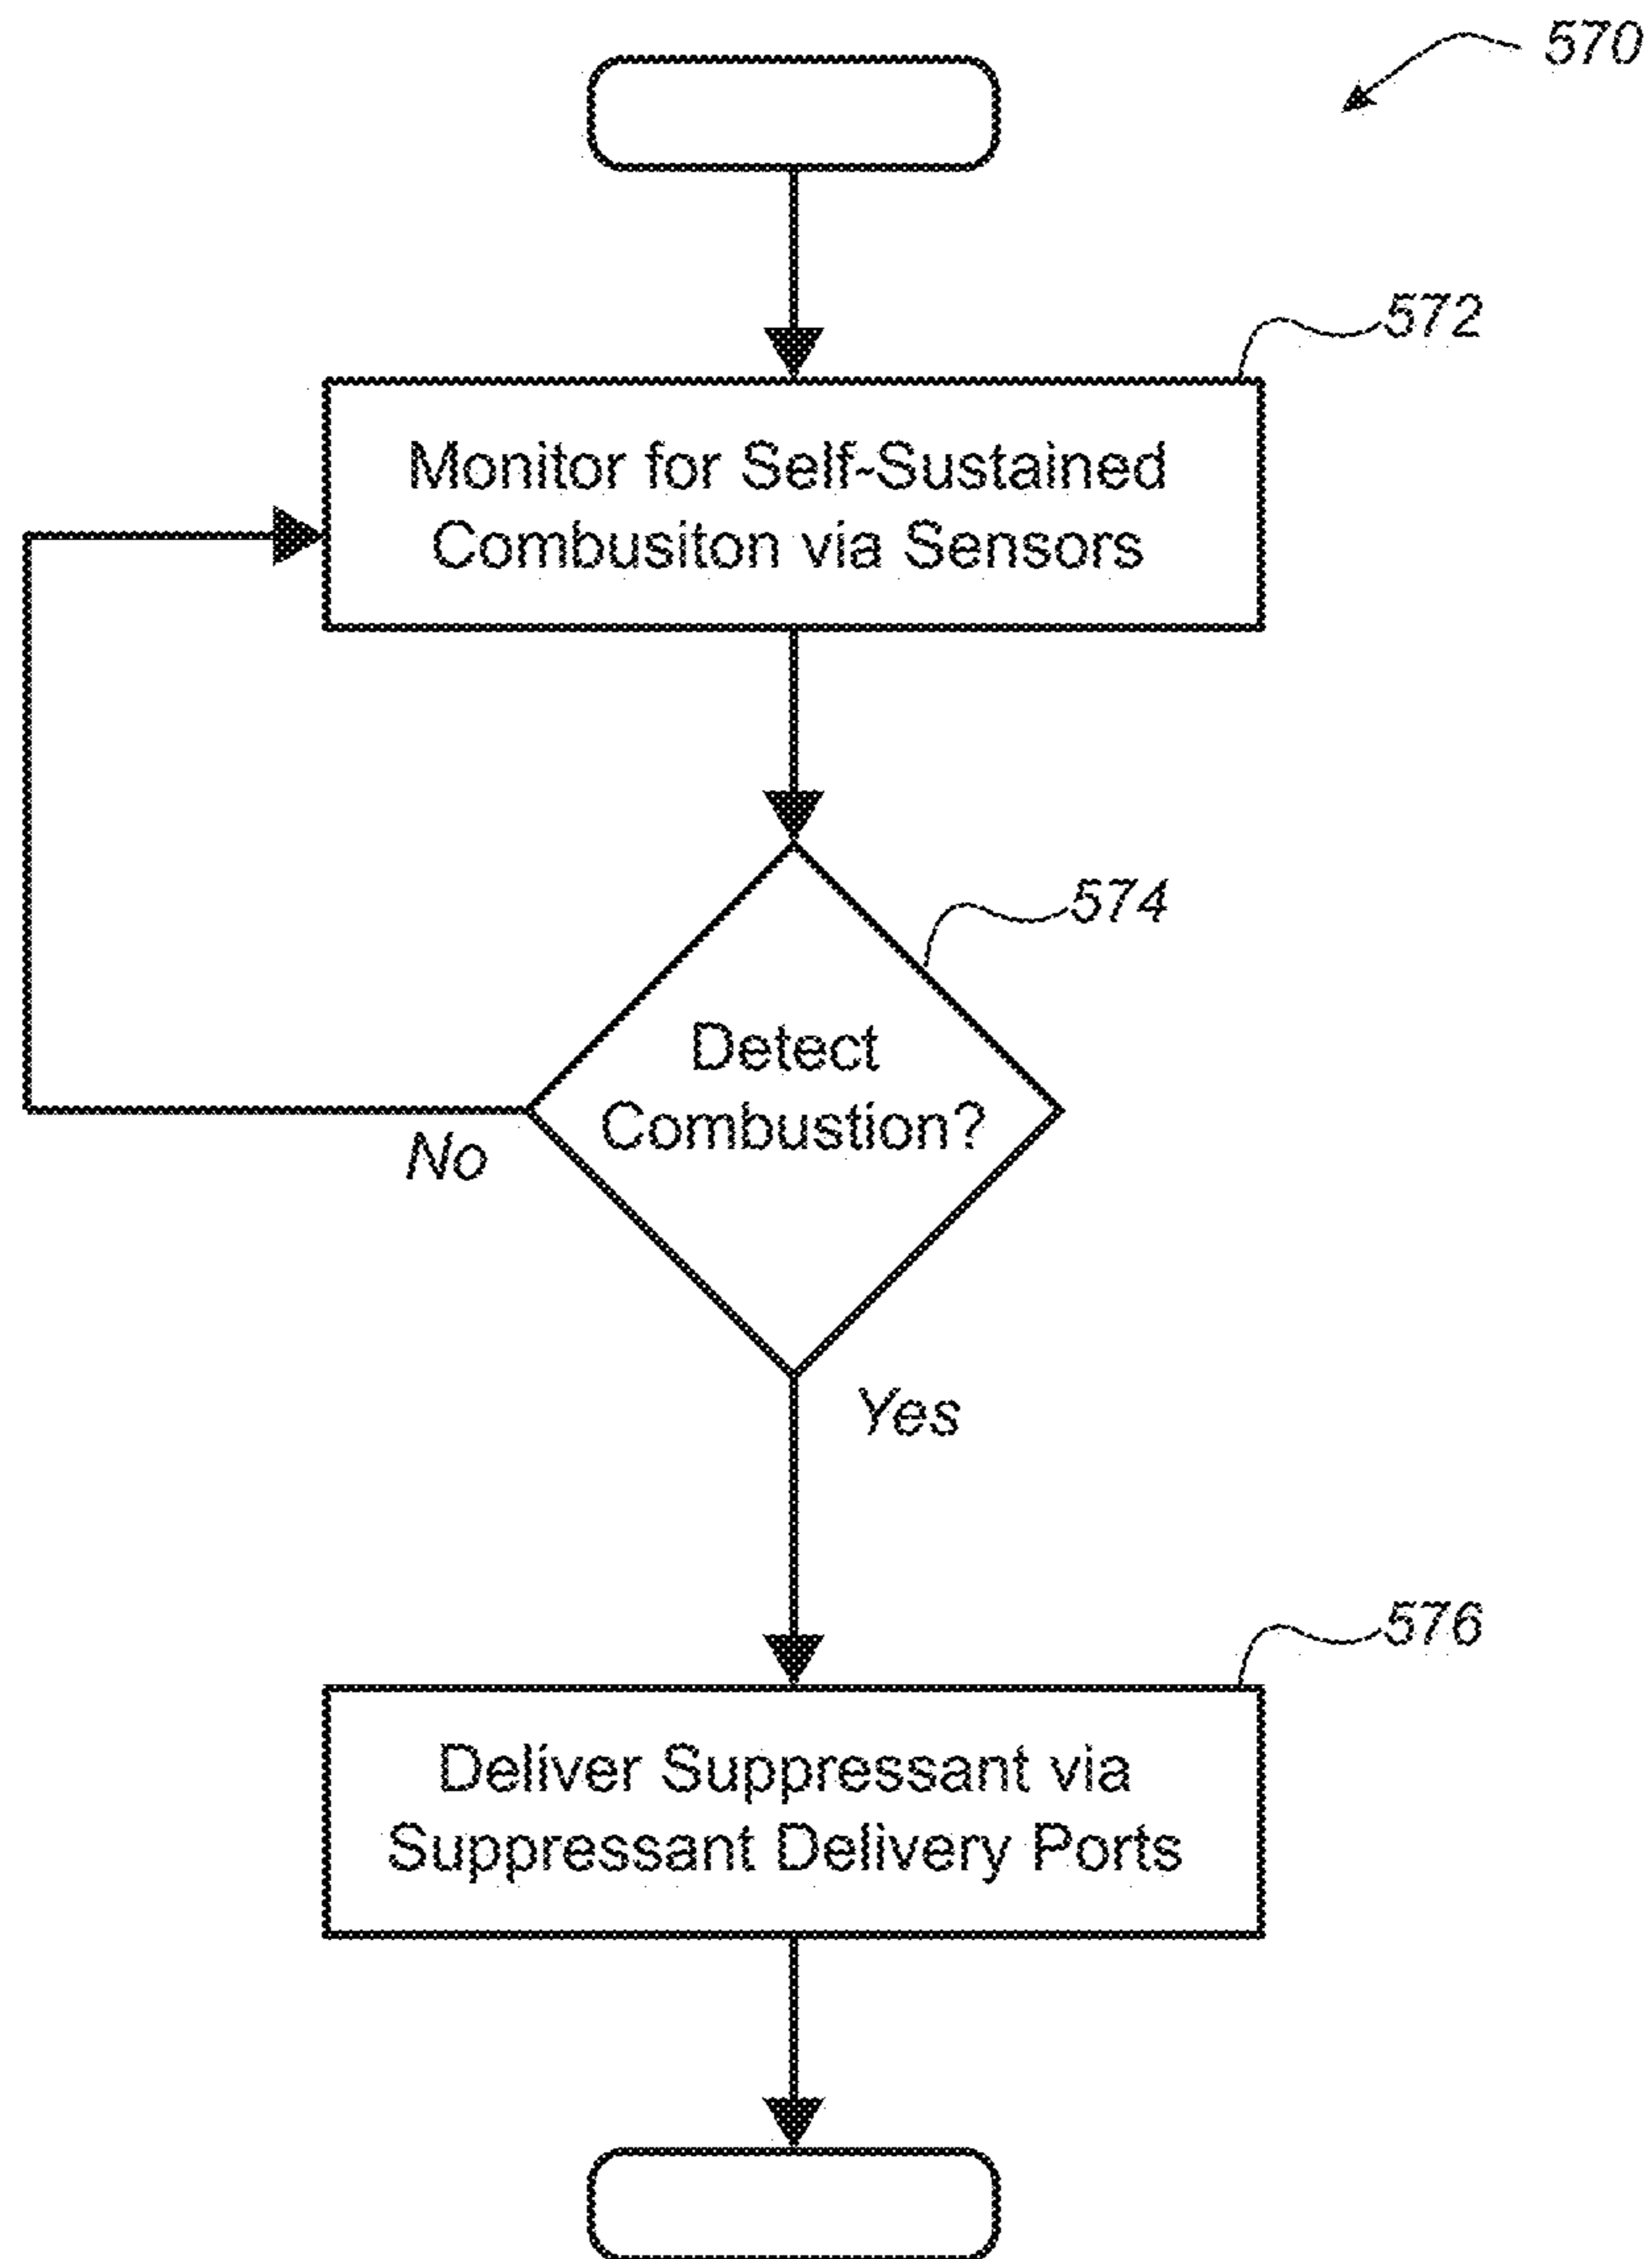 570
572
Monitor for Self-Sustained
Combusiton via Sensors
574
Detect
Combustion?
No
Yes
576
Deliver Suppressant via
Suppressant Delivery Ports